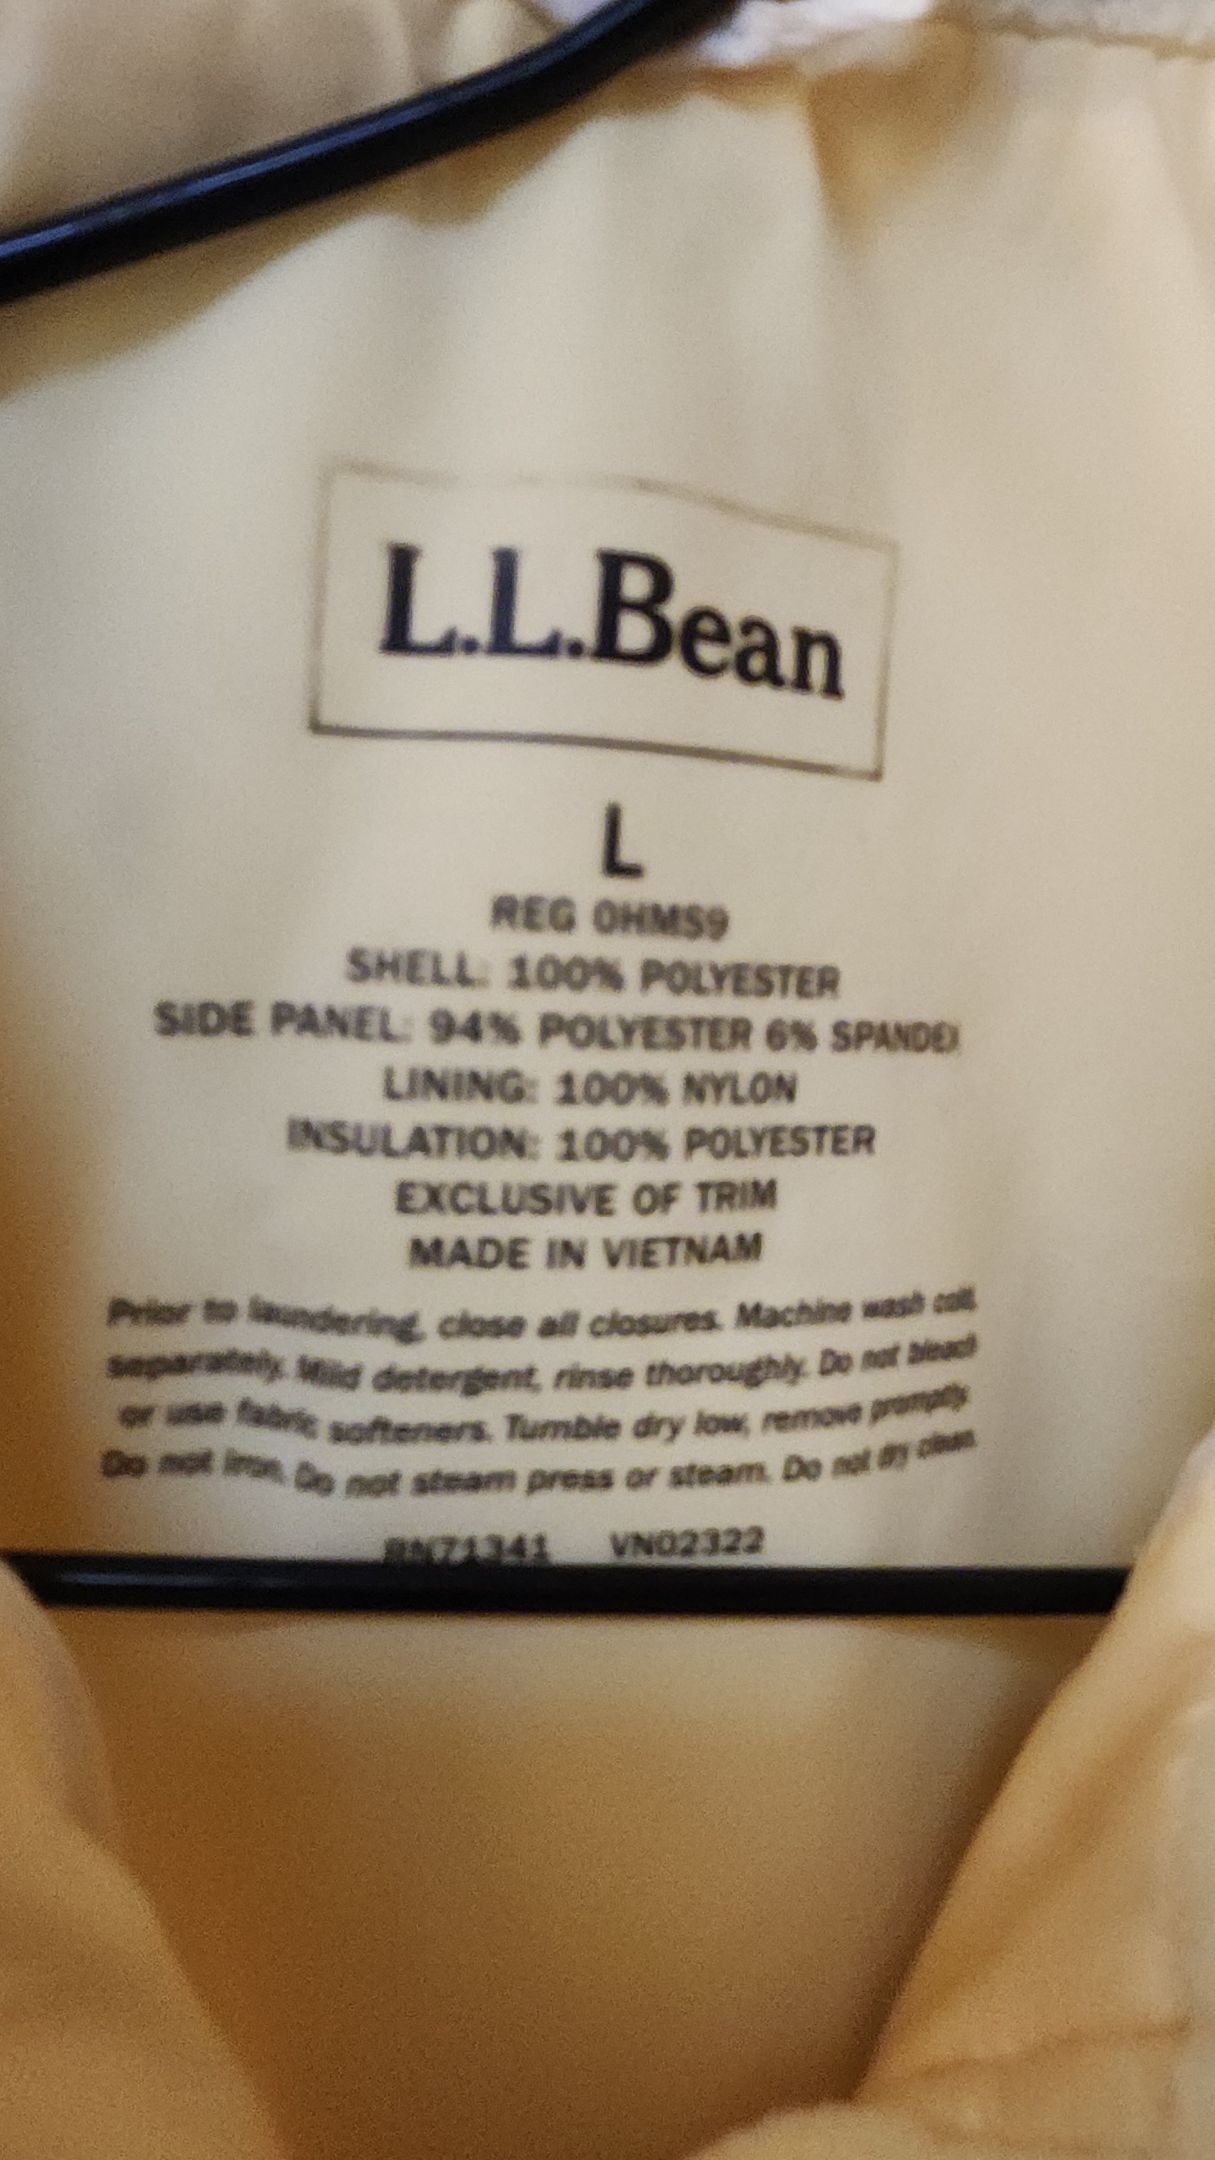 L.L.Bean
L
REG 0HMS9
SHELL: 100% POLYESTER
SIDE PANEL: 94% POLYESTER 6% SPANDEX
LINING: 100% NYLON
INSULATION: 100% POLYESTER
EXCLUSIVE OF TRIM
MADE IN VIETNAM
Prior to laundering, close all closures. Machine wash cold,
separately. Mild detergent, rinse thoroughly. Do not bleach
or use fabric softeners. Tumble dry low, remove promptly.
Do not iron. Do not steam press or steam. Do not dry clean.
RN71341 VN02322